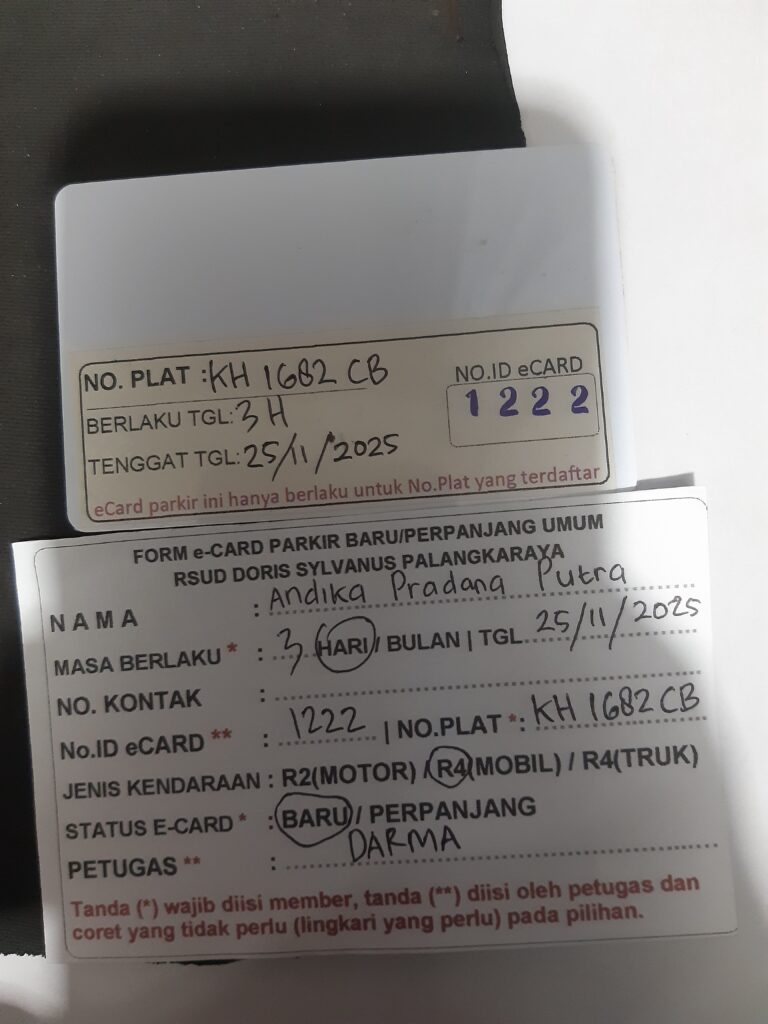 NO. PLAT : KH 1682 CB
NO.ID eCARD
1222
BERLAKU TGL: 3 H
TENGGAT TGL: 25/11/2025
eCard parkir ini hanya berlaku untuk No.Plat yang terdaftar
FORM e-CARD PARKIR BARU/PERPANJANG UMUM
RSUD DORIS SYLVANUS PALANGKARAYA
NAMA : Andika Pradana Putra
MASA BERLAKU * : 3 HARI / BULAN | TGL 25/11/2025
NO. KONTAK :
No.ID eCARD ** : 1222 | NO.PLAT *: KH 1682 CB
JENIS KENDARAAN : R2(MOTOR) / R4(MOBIL) / R4(TRUK)
STATUS E-CARD * : BARU / PERPANJANG
PETUGAS ** : DARMA
Tanda (*) wajib diisi member, tanda (**) diisi oleh petugas dan
coret yang tidak perlu (lingkari yang perlu) pada pilihan.